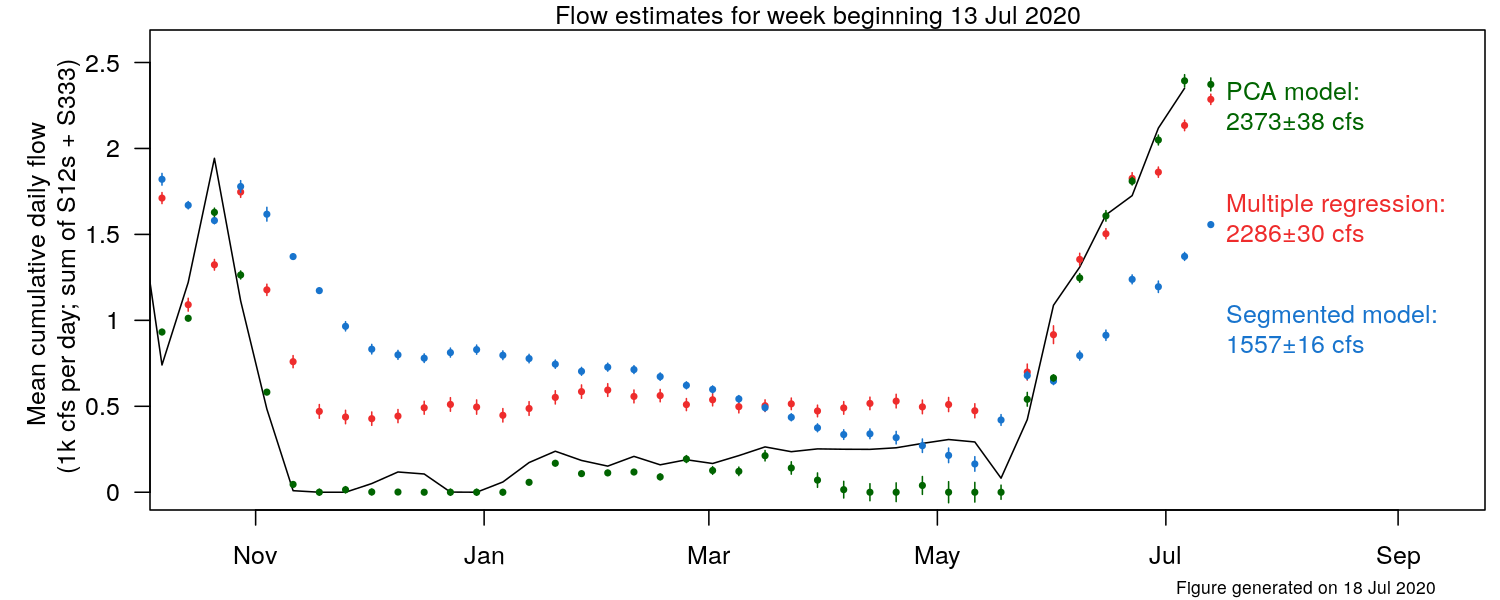 Flow estimates for week beginning 13 Jul 2020
Mean cumulative daily flow
(1k cfs per day; sum of S12s + S333)
2.5
2
1.5
1
0.5
0
PCA model:
2373±38 cfs
Multiple regression:
2286±30 cfs
Segmented model:
1557±16 cfs
Nov
Jan
Mar
May
Jul
Sep
Figure generated on 18 Jul 2020